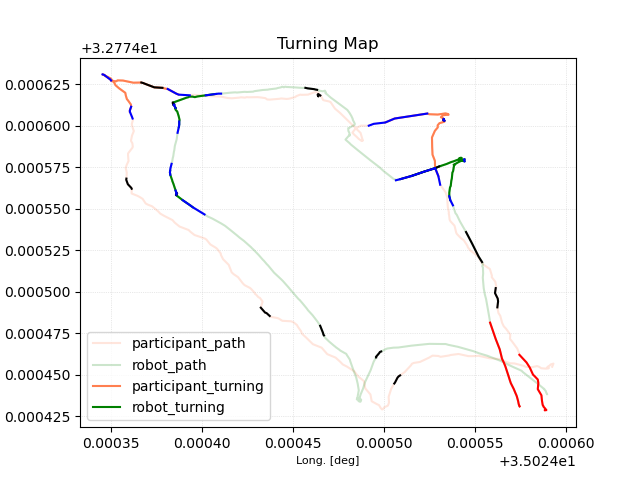 Turning Map
+3.2774e1
0.000625
0.000600
0.000575
0.000550
0.000525
0.000500
0.000475
0.000450
0.000425
participant_path
robot_path
participant_turning
robot_turning
0.00035 0.00040 0.00045 0.00050 0.00055 0.00060
Long. [deg]
+3.5024e1